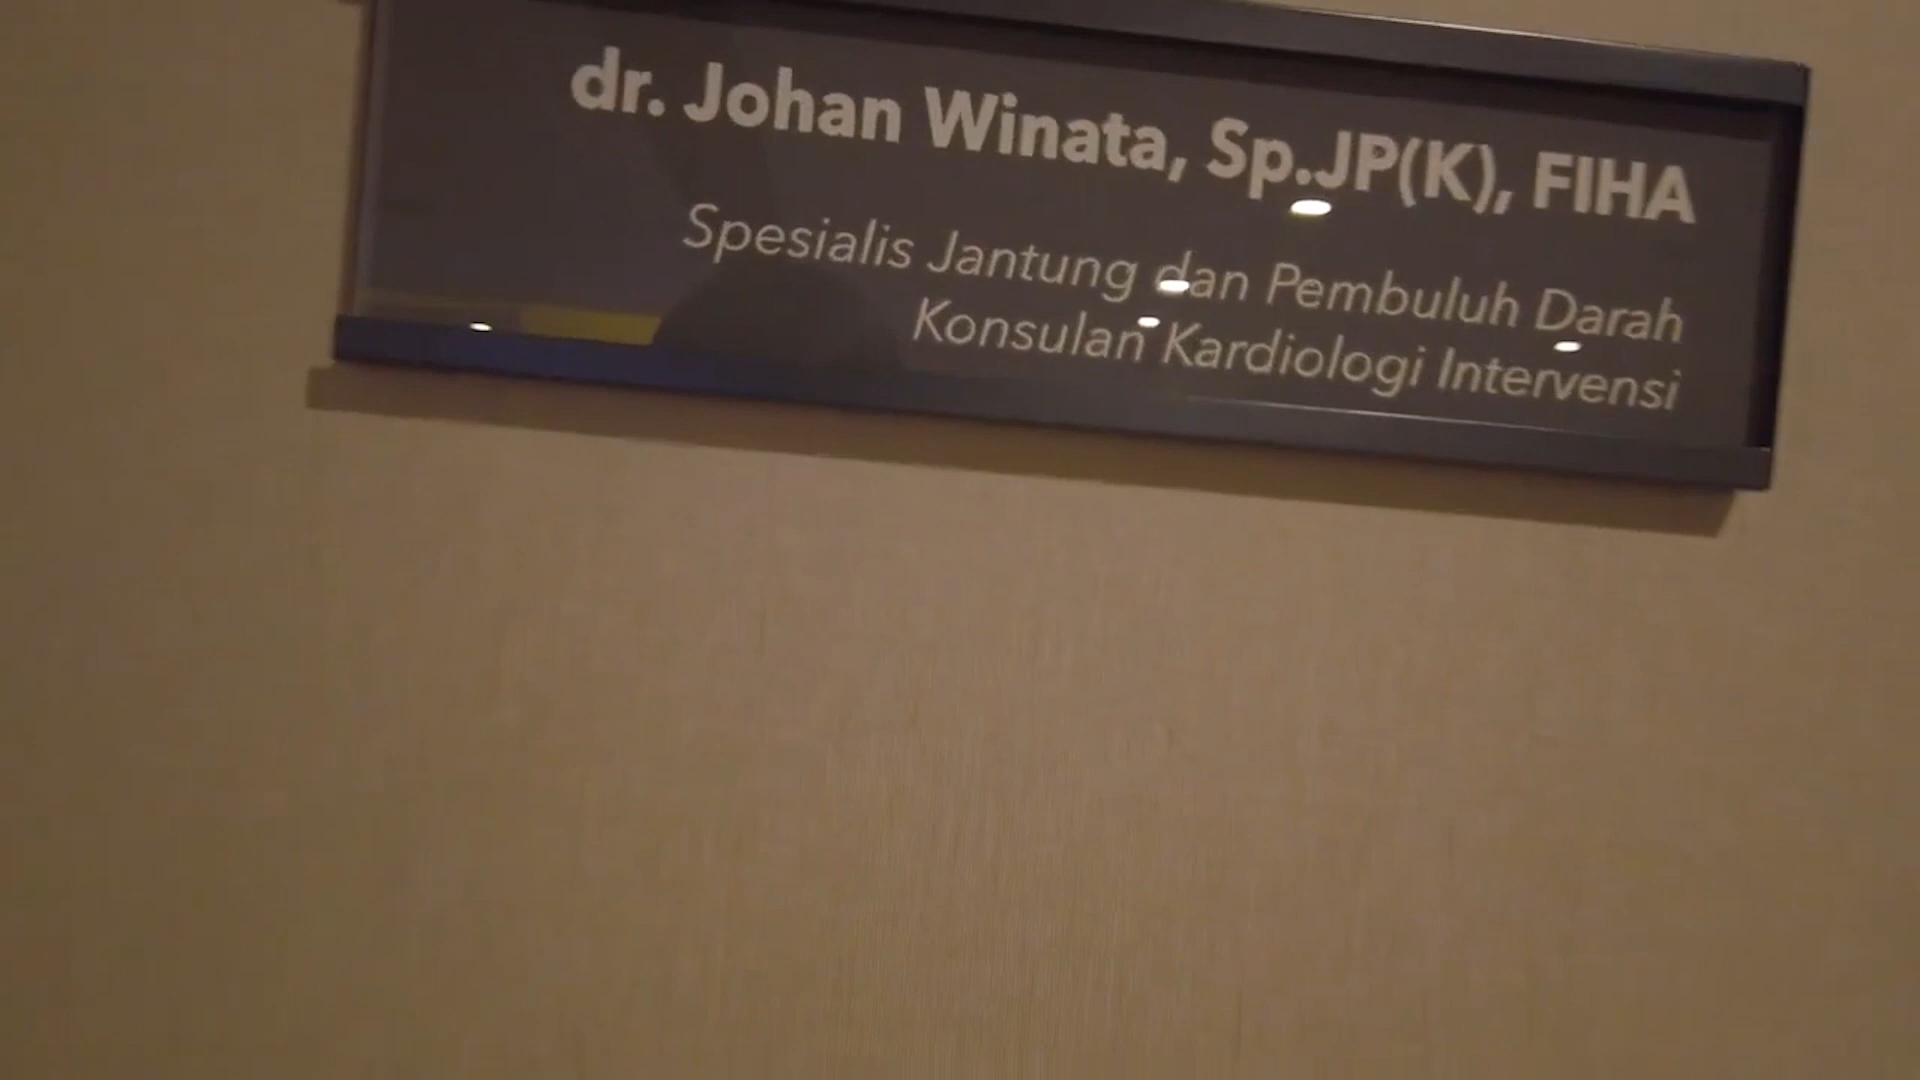 dr. Johan Winata, Sp.JP(K), FIHA
Spesialis Jantung dan Pembuluh Darah
Konsulan Kardiologi Intervensi